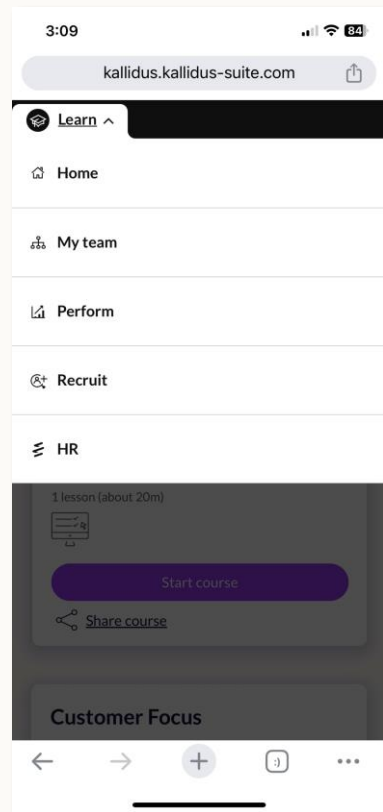 3:09
84
kallidus.kallidus-suite.com
Learn
Home
My team
Perform
Recruit
HR
1 lesson (about 20m)
Start course
Share course
Customer Focus
:)